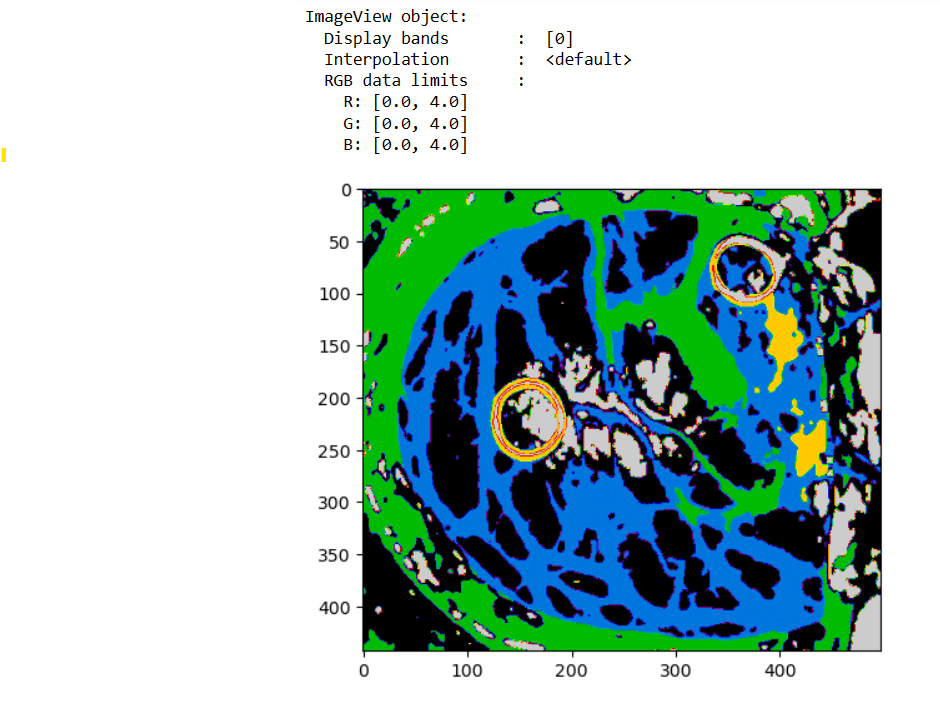 ImageView object:
Display bands : [0]
Interpolation : <default>
RGB data limits :
R: [0.0, 4.0]
G: [0.0, 4.0]
B: [0.0, 4.0]
0
50
100
150
200
250
300
350
400
0 100 200 300 400